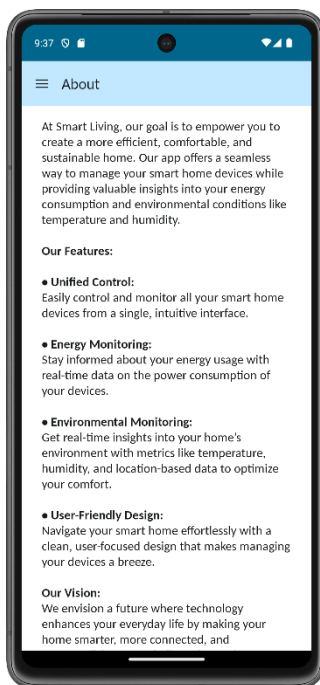 9:37
About
At Smart Living, our goal is to empower you to
create a more efficient, comfortable, and
sustainable home. Our app offers a seamless
way to manage your smart home devices while
providing valuable insights into your energy
consumption and environmental conditions like
temperature and humidity.
Our Features:
● Unified Control:
Easily control and monitor all your smart home
devices from a single, intuitive interface.
● Energy Monitoring:
Stay informed about your energy usage with
real-time data on the power consumption of
your devices.
● Environmental Monitoring:
Get real-time insights into your home's
environment with metrics like temperature,
humidity, and location-based data to optimize
your comfort.
● User-Friendly Design:
Navigate your smart home effortlessly with a
clean, user-focused design that makes managing
your devices a breeze.
Our Vision:
We envision a future where technology
enhances your everyday life by making your
home smarter, more connected, and